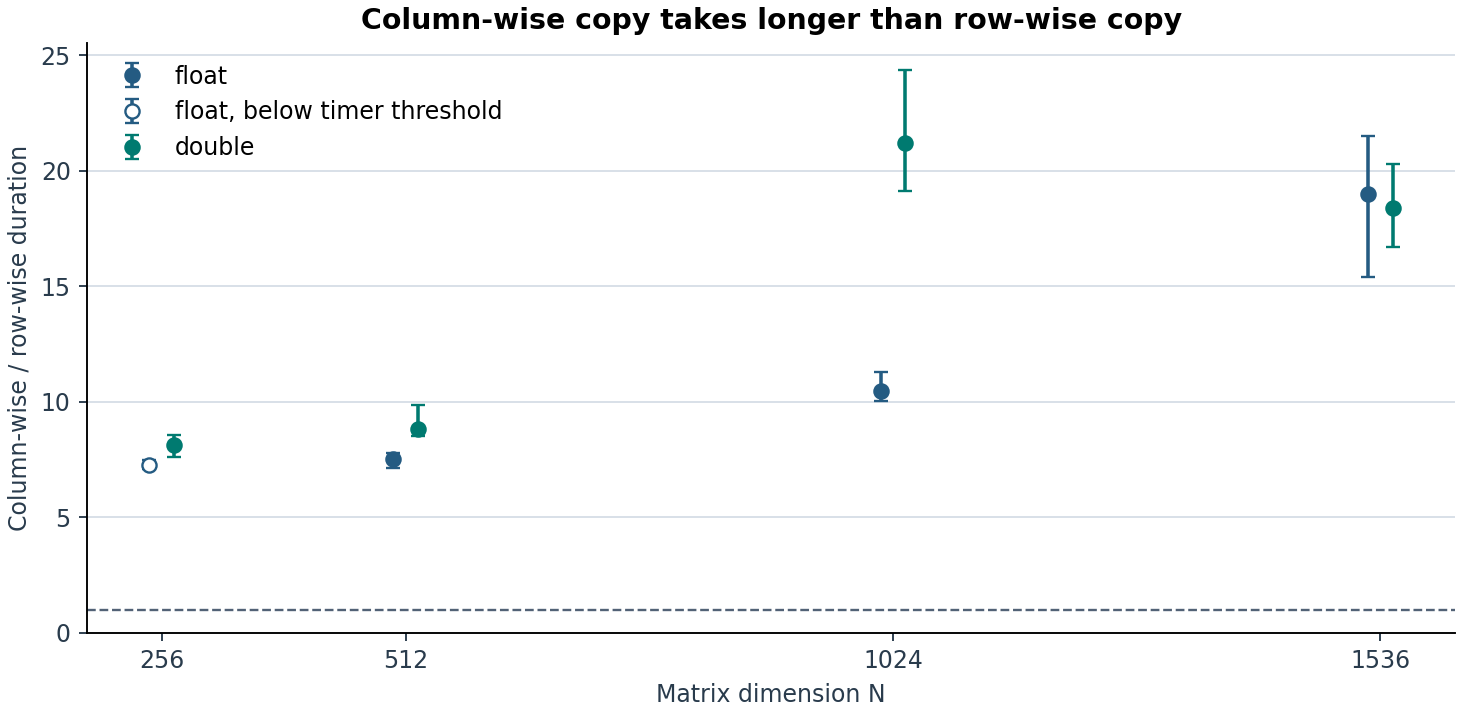 Column-wise copy takes longer than row-wise copy
25
20
15
10
5
0
Column-wise / row-wise duration
float
float, below timer threshold
double
256
512
1024
1536
Matrix dimension N